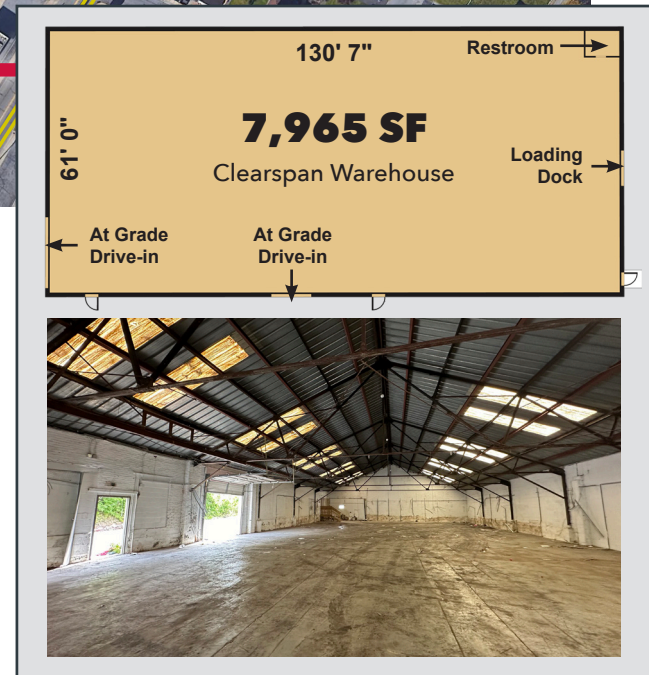 130' 7"
Restroom
61' 0"
7,965 SF
Clearspan Warehouse
Loading
Dock
At Grade
Drive-in
At Grade
Drive-in